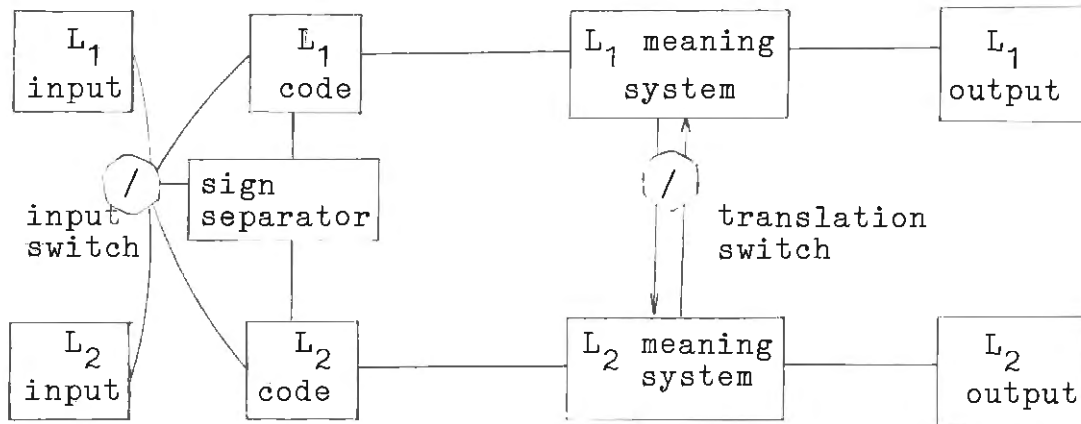 L₁
input
L₁
code
L₁ meaning
system
L₁
output
/
sign
separator
input
switch
/
translation
switch
L₂
input
L₂
code
L₂ meaning
system
L₂
output